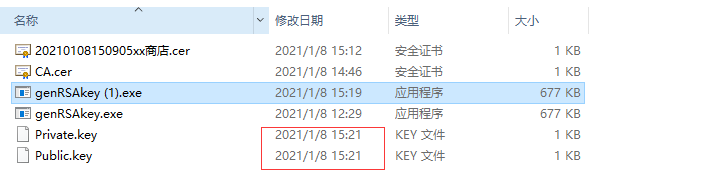 名称 修改日期 类型 大小
20210108150905xx商店.cer 2021/1/8 15:12 安全证书 1 KB
CA.cer 2021/1/8 14:46 安全证书 1 KB
genRSAkey (1).exe 2021/1/8 15:19 应用程序 677 KB
genRSAkey.exe 2021/1/8 12:29 应用程序 677 KB
Private.key 2021/1/8 15:21 KEY 文件 1 KB
Public.key 2021/1/8 15:21 KEY 文件 1 KB